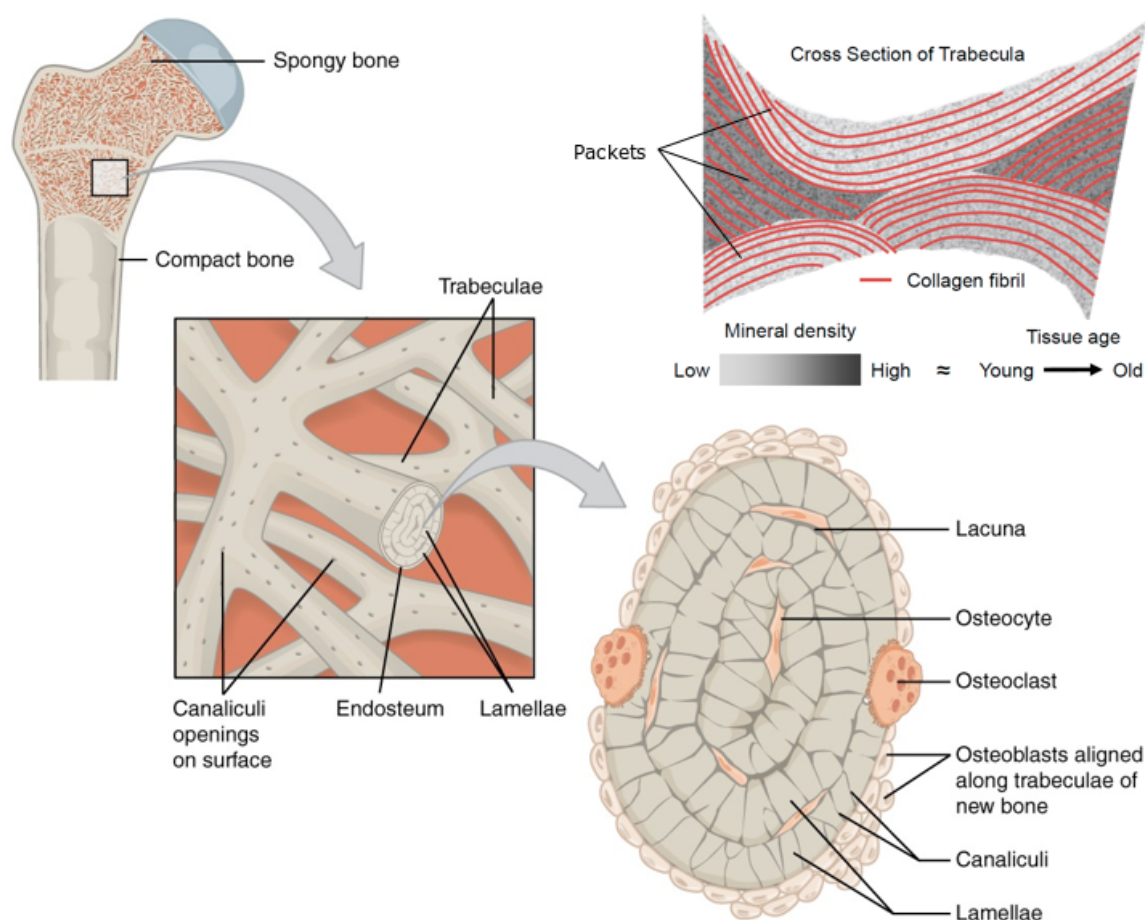 Spongy bone
Compact bone
Cross Section of Trabecula
Packets
Collagen fibril
Mineral density
Tissue age
Low High ≈ Young Old
Trabeculae
Canaliculi
openings
on surface
Endosteum
Lamellae
Lacuna
Osteocyte
Osteoclast
Osteoblasts aligned
along trabeculae of
new bone
Canaliculi
Lamellae